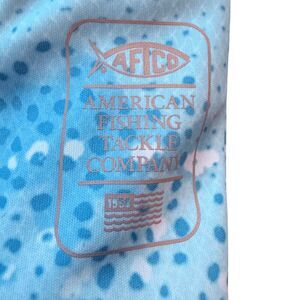 AFTCO
AMERICAN
FISHING
TACKLE
COMPANY
1958